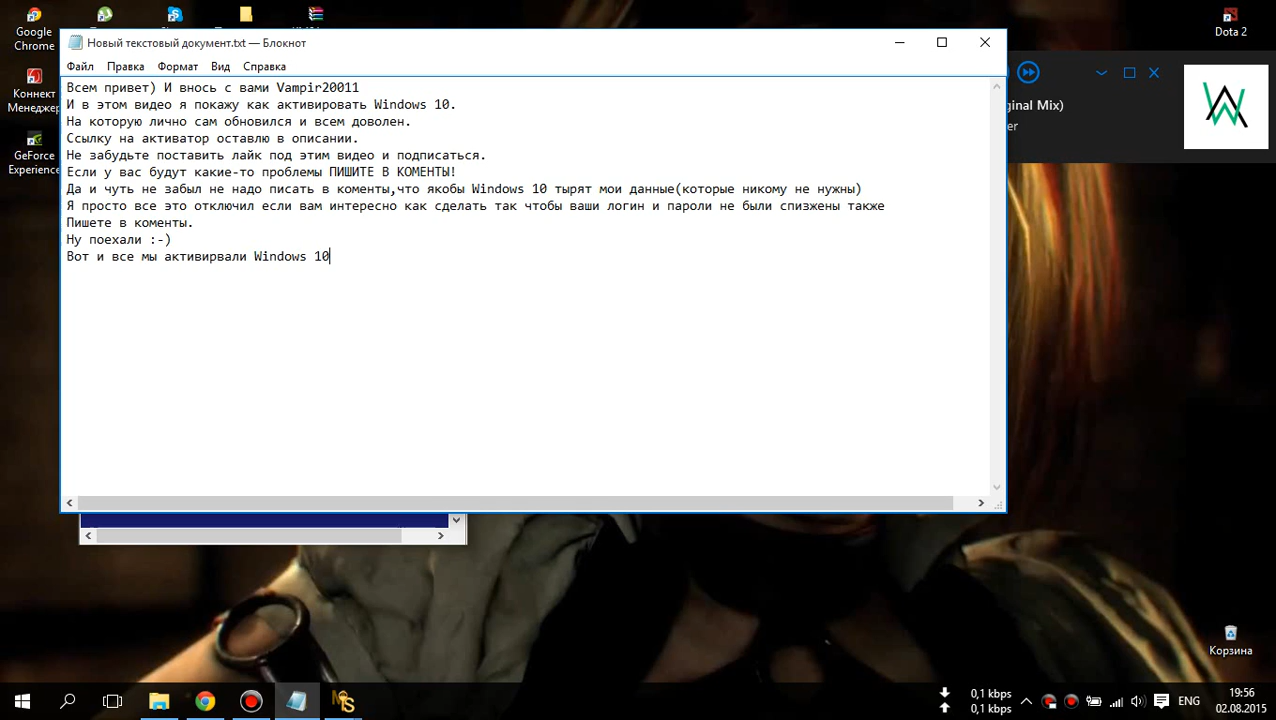 Google Chrome
Коннект Менеджер
GeForce Experience
Новый текстовый документ.txt — Блокнот
Файл Правка Формат Вид Справка
Всем привет) И внось с вами Vampir20011
И в этом видео я покажу как активировать Windows 10.
На которую лично сам обновился и всем доволен.
Ссылку на активатор оставлю в описании.
Не забудьте поставить лайк под этим видео и подписаться.
Если у вас будут какие-то проблемы ПИШИТЕ В КОМЕНТЫ!
Да и чуть не забыл не надо писать в коменты,что якобы Windows 10 тырят мои данные(которые никому не нужны)
Я просто все это отключил если вам интересно как сделать так чтобы ваши логин и пароли не были спизжены также
Пишете в коменты.
Ну поехали :-)
Вот и все мы активирвали Windows 10
Dota 2
ginal Mix)
er
Корзина
0,1 kbps
0,1 kbps
ENG
19:56
02.08.2015